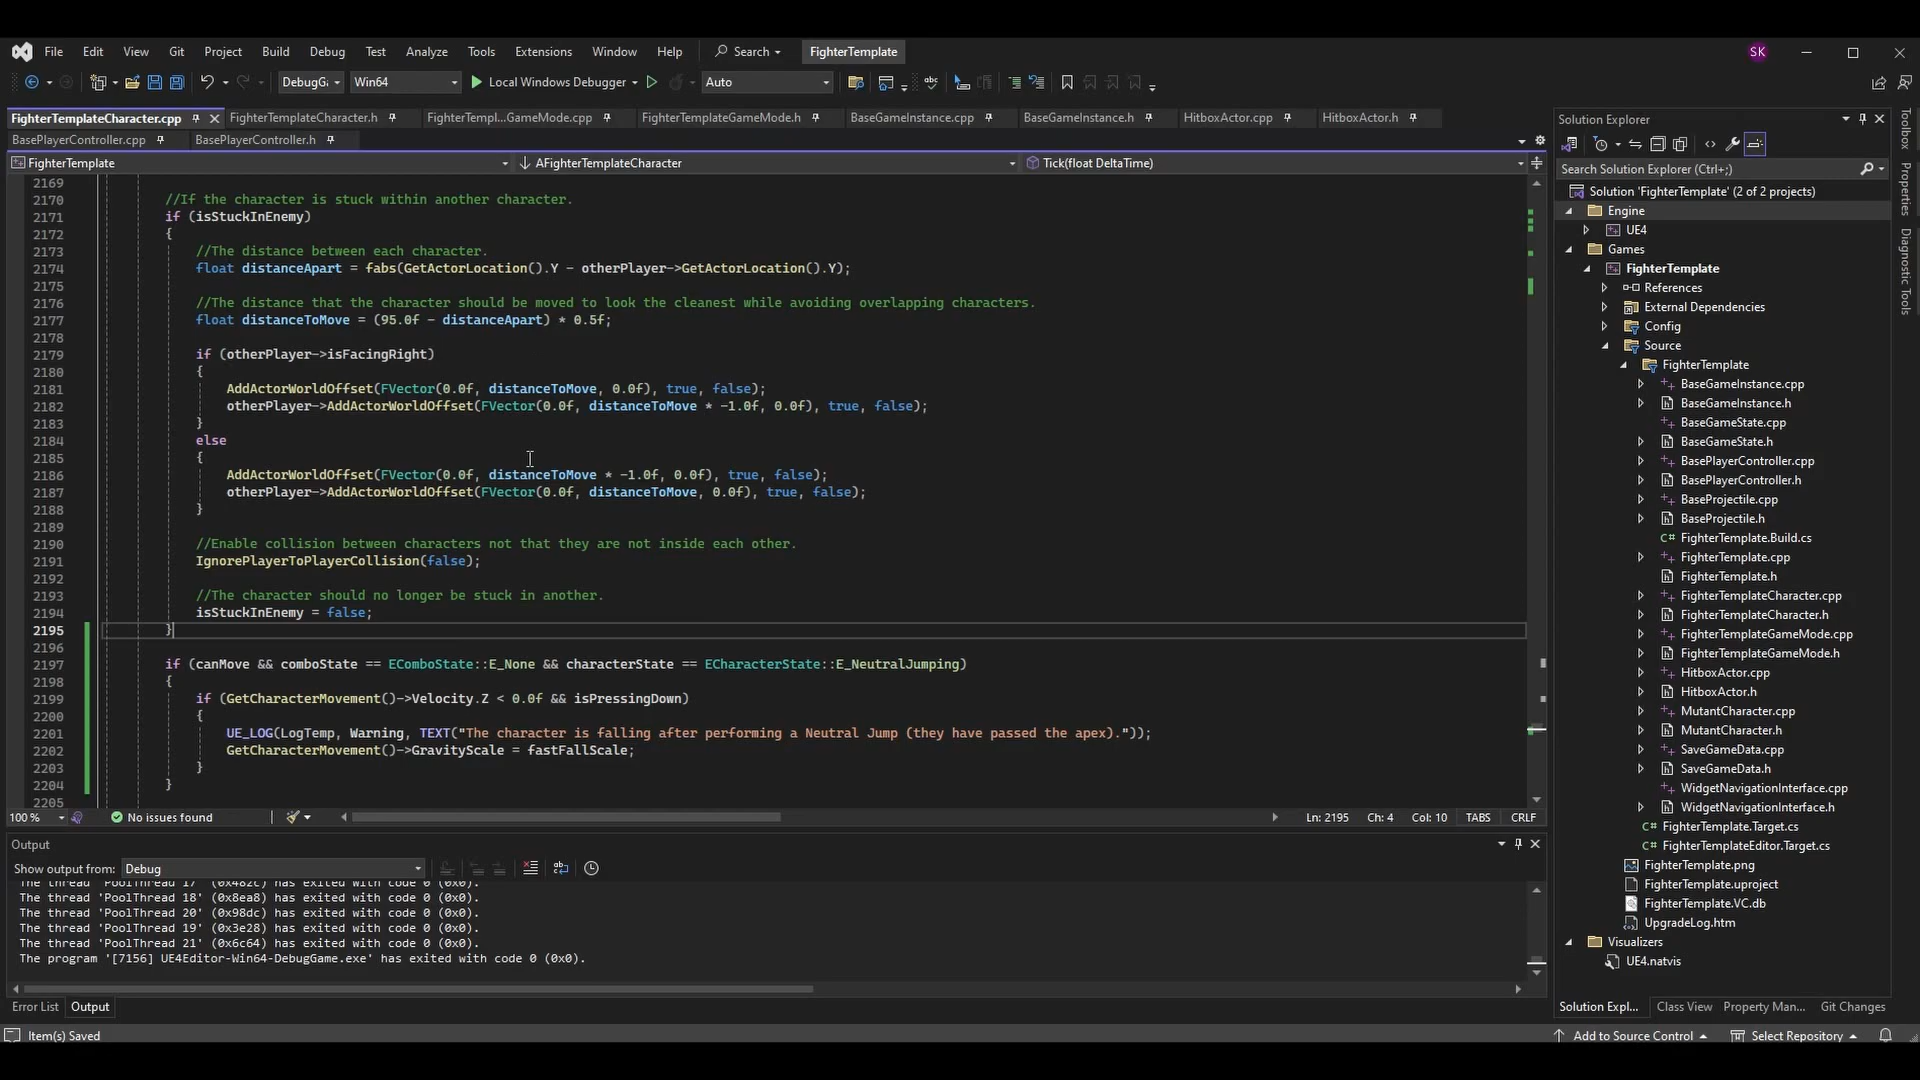 File Edit View Git Project Build Debug Test Analyze Tools Extensions Window Help Search FighterTemplate SK
DebugGa Win64 Local Windows Debugger Auto
FighterTemplateCharacter.cpp FighterTemplateCharacter.h FighterTempl...GameMode.cpp FighterTemplateGameMode.h BaseGameInstance.cpp BaseGameInstance.h HitboxActor.cpp HitboxActor.h
BasePlayerController.cpp BasePlayerController.h
FighterTemplate AFighterTemplateCharacter Tick(float DeltaTime)
2169
2170 //If the character is stuck within another character.
2171 if (isStuckInEnemy)
2172 {
2173 //The distance between each character.
2174 float distanceApart = fabs(GetActorLocation().Y - otherPlayer->GetActorLocation().Y);
2175
2176 //The distance that the character should be moved to look the cleanest while avoiding overlapping characters.
2177 float distanceToMove = (95.0f - distanceApart) * 0.5f;
2178
2179 if (otherPlayer->isFacingRight)
2180 {
2181 AddActorWorldOffset(FVector(0.0f, distanceToMove, 0.0f), true, false);
2182 otherPlayer->AddActorWorldOffset(FVector(0.0f, distanceToMove * -1.0f, 0.0f), true, false);
2183 }
2184 else
2185 {
2186 AddActorWorldOffset(FVector(0.0f, distanceToMove * -1.0f, 0.0f), true, false);
2187 otherPlayer->AddActorWorldOffset(FVector(0.0f, distanceToMove, 0.0f), true, false);
2188 }
2189
2190 //Enable collision between characters not that they are not inside each other.
2191 IgnorePlayerToPlayerCollision(false);
2192
2193 //The character should no longer be stuck in another.
2194 isStuckInEnemy = false;
2195 }
2196
2197 if (canMove && comboState == EComboState::E_None && characterState == ECharacterState::E_NeutralJumping)
2198 {
2199 if (GetCharacterMovement()->Velocity.Z < 0.0f && isPressingDown)
2200 {
2201 UE_LOG(LogTemp, Warning, TEXT("The character is falling after performing a Neutral Jump (they have passed the apex)."));
2202 GetCharacterMovement()->GravityScale = fastFallScale;
2203 }
2204 }
2205
100 % No issues found Ln: 2195 Ch: 4 Col: 10 TABS CRLF
Output
Show output from: Debug
The thread 'PoolThread 17' (0x482c) has exited with code 0 (0x0).
The thread 'PoolThread 18' (0x8ea8) has exited with code 0 (0x0).
The thread 'PoolThread 20' (0x98dc) has exited with code 0 (0x0).
The thread 'PoolThread 19' (0x3e28) has exited with code 0 (0x0).
The thread 'PoolThread 21' (0x6c64) has exited with code 0 (0x0).
The program '[7156] UE4Editor-Win64-DebugGame.exe' has exited with code 0 (0x0).
Error List Output
Item(s) Saved
Solution Explorer
Search Solution Explorer (Ctrl+;)
Solution 'FighterTemplate' (2 of 2 projects)
Engine
UE4
Games
FighterTemplate
References
External Dependencies
Config
Source
FighterTemplate
BaseGameInstance.cpp
BaseGameInstance.h
BaseGameState.cpp
BaseGameState.h
BasePlayerController.cpp
BasePlayerController.h
BaseProjectile.cpp
BaseProjectile.h
C# FighterTemplate.Build.cs
FighterTemplate.cpp
FighterTemplate.h
FighterTemplateCharacter.cpp
FighterTemplateCharacter.h
FighterTemplateGameMode.cpp
FighterTemplateGameMode.h
HitboxActor.cpp
HitboxActor.h
MutantCharacter.cpp
MutantCharacter.h
SaveGameData.cpp
SaveGameData.h
WidgetNavigationInterface.cpp
WidgetNavigationInterface.h
C# FighterTemplate.Target.cs
C# FighterTemplateEditor.Target.cs
FighterTemplate.png
FighterTemplate.uproject
FighterTemplate.VC.db
UpgradeLog.htm
Visualizers
UE4.natvis
Solution Expl... Class View Property Man... Git Changes
Add to Source Control Select Repository
Toolbox
Properties
Diagnostic Tools